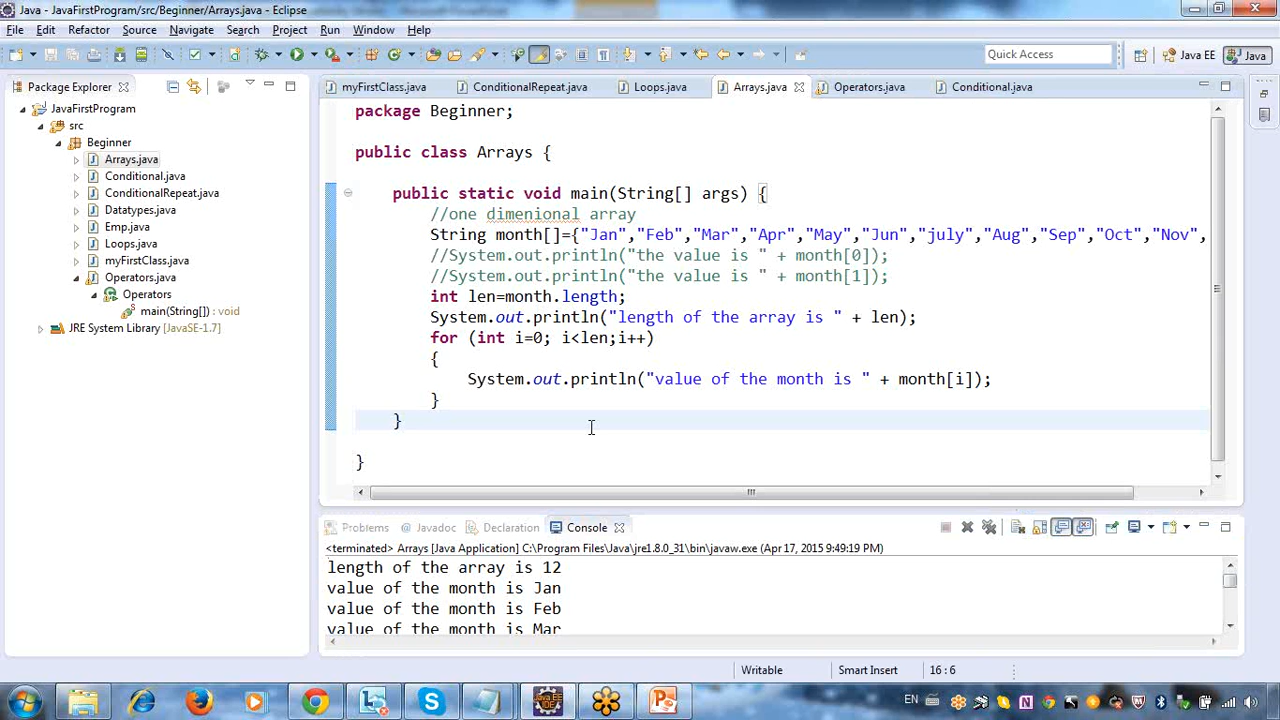 Java - JavaFirstProgram/src/Beginner/Arrays.java - Eclipse
File Edit Refactor Source Navigate Search Project Run Window Help
Quick Access Java EE Java
Package Explorer
JavaFirstProgram
src
Beginner
Arrays.java
Conditional.java
ConditionalRepeat.java
Datatypes.java
Emp.java
Loops.java
myFirstClass.java
Operators.java
Operators
main(String[]) : void
JRE System Library [JavaSE-1.7]
myFirstClass.java ConditionalRepeat.java Loops.java Arrays.java Operators.java Conditional.java
package Beginner;
public class Arrays {
public static void main(String[] args) {
//one dimenional array
String month[]={"Jan","Feb","Mar","Apr","May","Jun","july","Aug","Sep","Oct","Nov",
//System.out.println("the value is " + month[0]);
//System.out.println("the value is " + month[1]);
int len=month.length;
System.out.println("length of the array is " + len);
for (int i=0; i<len;i++)
{
System.out.println("value of the month is " + month[i]);
}
}
}
Problems Javadoc Declaration Console
<terminated> Arrays [Java Application] C:\Program Files\Java\jre1.8.0_31\bin\javaw.exe (Apr 17, 2015 9:49:19 PM)
length of the array is 12
value of the month is Jan
value of the month is Feb
value of the month is Mar
Writable Smart Insert 16 : 6
EN